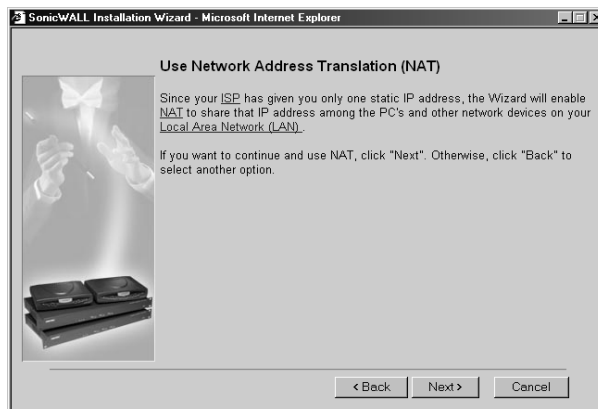 SonicWALL Installation Wizard - Microsoft Internet Explorer
Use Network Address Translation (NAT)
Since your ISP has given you only one static IP address, the Wizard will enable
NAT to share that IP address among the PC's and other network devices on your
Local Area Network (LAN) .
If you want to continue and use NAT, click "Next". Otherwise, click "Back" to
select another option.
< Back Next > Cancel